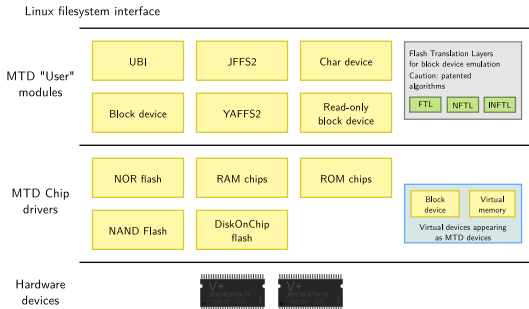 Linux filesystem interface
MTD "User"
modules
UBI
JFFS2
Char device
Block device
YAFFS2
Read-only
block device
Flash Translation Layers
for block device emulation
Caution: patented
algorithms
FTL
NFTL
INFTL
MTD Chip
drivers
NOR flash
RAM chips
ROM chips
NAND Flash
DiskOnChip
flash
Block
device
Virtual
memory
Virtual devices appearing
as MTD devices
Hardware
devices
V+
V+